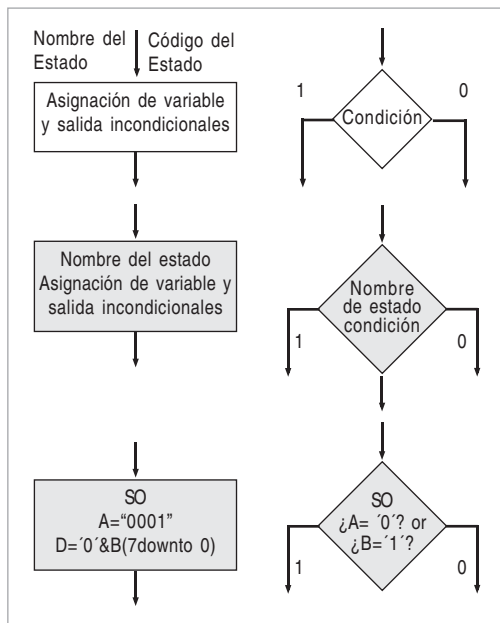 Nombre del
Estado
Código del
Estado
Asignación de variable
y salida incondicionales
1
0
Condición
Nombre del estado
Asignación de variable y
salida incondicionales
Nombre
de estado
condición
1
0
SO
A="0001"
D=´0´&B(7downto 0)
SO
¿A= ´0´? or
¿B=´1´?
1
0